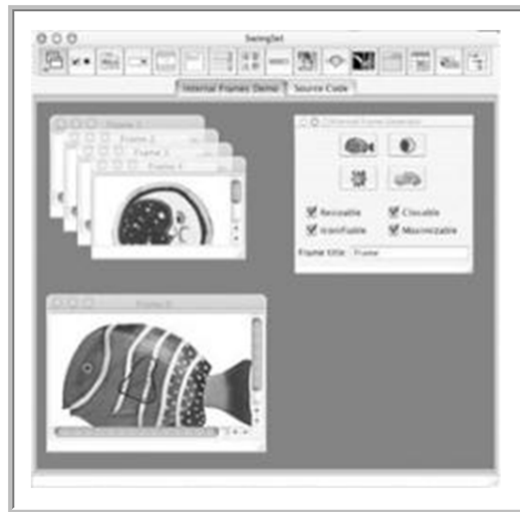 SwingSet
Internal Frames Demo Source Code
Frame 1
Frame 2
Frame 3
Frame 4
Internal Frame Generator
Resizable Closable
Iconifiable Maximizable
Frame title: Frame
Frame 0